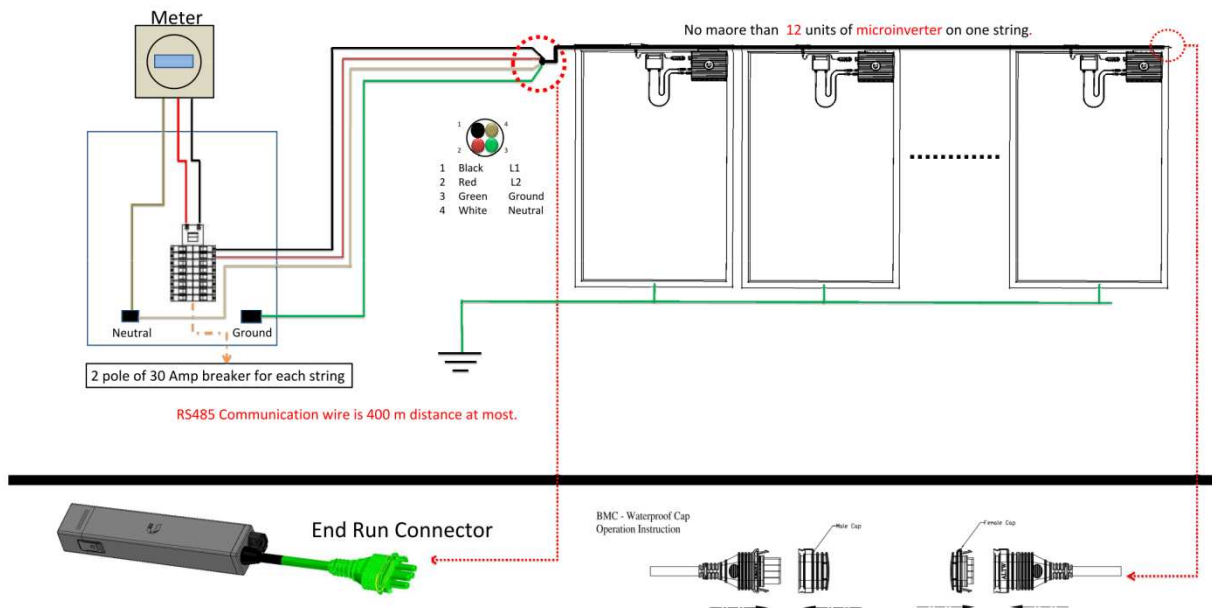 Meter
No maore than 12 units of microinverter on one string.
1 4
2 3
1 Black L1
2 Red L2
3 Green Ground
4 White Neutral
Neutral Ground
2 pole of 30 Amp breaker for each string
RS485 Communication wire is 400 m distance at most.
End Run Connector
BMC - Waterproof Cap
Operation Instruction
Male Cap
Female Cap
ALTW